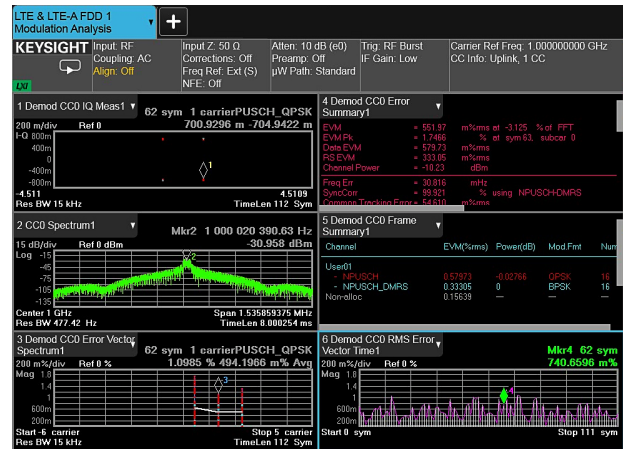 LTE & LTE-A FDD 1
Modulation Analysis
KEYSIGHT
LXI
Input: RF
Coupling: AC
Align: Off
Input Z: 50 Ω
Corrections: Off
Freq Ref: Ext (S)
NFE: Off
Atten: 10 dB (e0)
Preamp: Off
µW Path: Standard
Trig: RF Burst
IF Gain: Low
Carrier Ref Freq: 1.000000000 GHz
CC Info: Uplink, 1 CC
1 Demod CC0 IQ Meas1
62 sym 1 carrierPUSCH_QPSK
200 m/div Ref 0 700.9296 m -704.9422 m
I-Q 800m
400m
0
-400m
-800m
1
-4.511 4.5109
Res BW 15 kHz TimeLen 112 Sym
2 CC0 Spectrum1
Mkr2 1 000 020 390.63 Hz
15 dB/div Ref 0 dBm -30.958 dBm
Log -15
-45
-75
-105
-135
2
Center 1 GHz Span 1.535859375 MHz
Res BW 477.42 Hz TimeLen 8.000254 ms
3 Demod CC0 Error Vector
Spectrum1
62 sym 1 carrierPUSCH_QPSK
200 m%/div Ref 0 % 1.0985 % 494.1966 m% Avg
Mag 1.8
1.4
1
600m
200m
3
Start -6 carrier Stop 5 carrier
Res BW 15 kHz TimeLen 112 Sym
4 Demod CC0 Error
Summary1
EVM = 551.97 m%rms at -3.125 % of FFT
EVM Pk = 1.7466 % at sym 63, subcar 0
Data EVM = 579.73 m%rms
RS EVM = 333.05 m%rms
Channel Power = -10.23 dBm
Freq Err = 30.816 mHz
SyncCorr = 99.921 % using NPUSCH-DMRS
Common Tracking Error = 54.610 m%rms
5 Demod CC0 Frame
Summary1
Channel EVM(%rms) Power(dB) Mod.Fmt Num
User01
- NPUSCH 0.57973 -0.02766 QPSK 16
- NPUSCH_DMRS 0.33305 0 BPSK 16
Non-alloc 0.15639 — —
6 Demod CC0 RMS Error
Vector Time1
Mkr4 62 sym
200 m%/div Ref 0 % 740.6596 m%
Mag 1.8
1.4
1
600m
200m
4
Start 0 sym Stop 111 sym